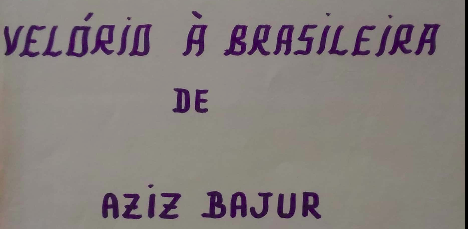 VELÓRIO À BRASILEIRA
DE
AZIZ BAJUR